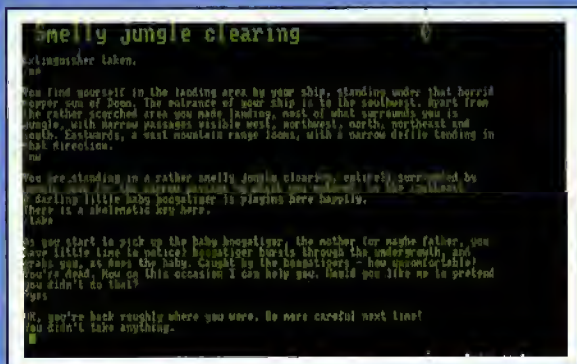 Smelly jungle clearing 0
Extinguisher taken.
?ne
You find yourself in the landing area by your ship, standing under that horrid
copper sun of Doon. The entrance of your ship is to the southwest. Apart from
the rather scorched area you made landing, most of what surrounds you is
jungle, with narrow passages visible west, northwest, north, northeast and
south. Eastwards, a vast mountain range looms, with a narrow defile tending in
that direction.
?nw
You are standing in a rather smelly jungle clearing, entirely surrounded by
A darling little baby boogatiger is playing here happily.
There is a skelmatic key here.
?take
As you start to pick up the baby boogatiger, the mother (or maybe father, you
have little time to notice) boogatiger bursts through the undergrowth, and
grabs you, as does the baby. Caught by the boogatigers - how uncomfortable!
You're dead. Now on this occasion I can help you. Would you like me to pretend
you didn't do that?
?yes
OK, you're back roughly where you were. Be more careful next time!
You didn't take anything.